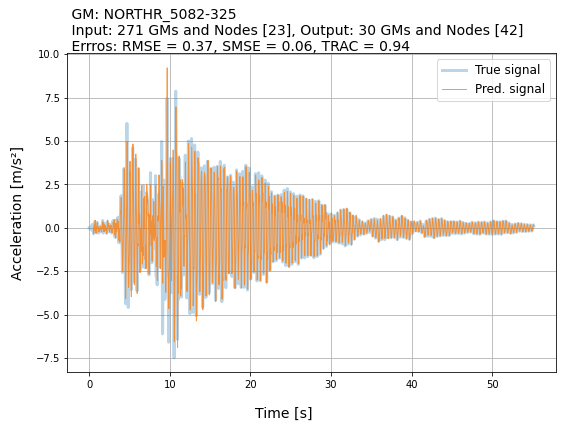 GM: NORTHR_5082-325
Input: 271 GMs and Nodes [23], Output: 30 GMs and Nodes [42]
Errros: RMSE = 0.37, SMSE = 0.06, TRAC = 0.94
True signal
Pred. signal
Acceleration [m/s²]
10.0
7.5
5.0
2.5
0.0
−2.5
−5.0
−7.5
0 10 20 30 40 50
Time [s]